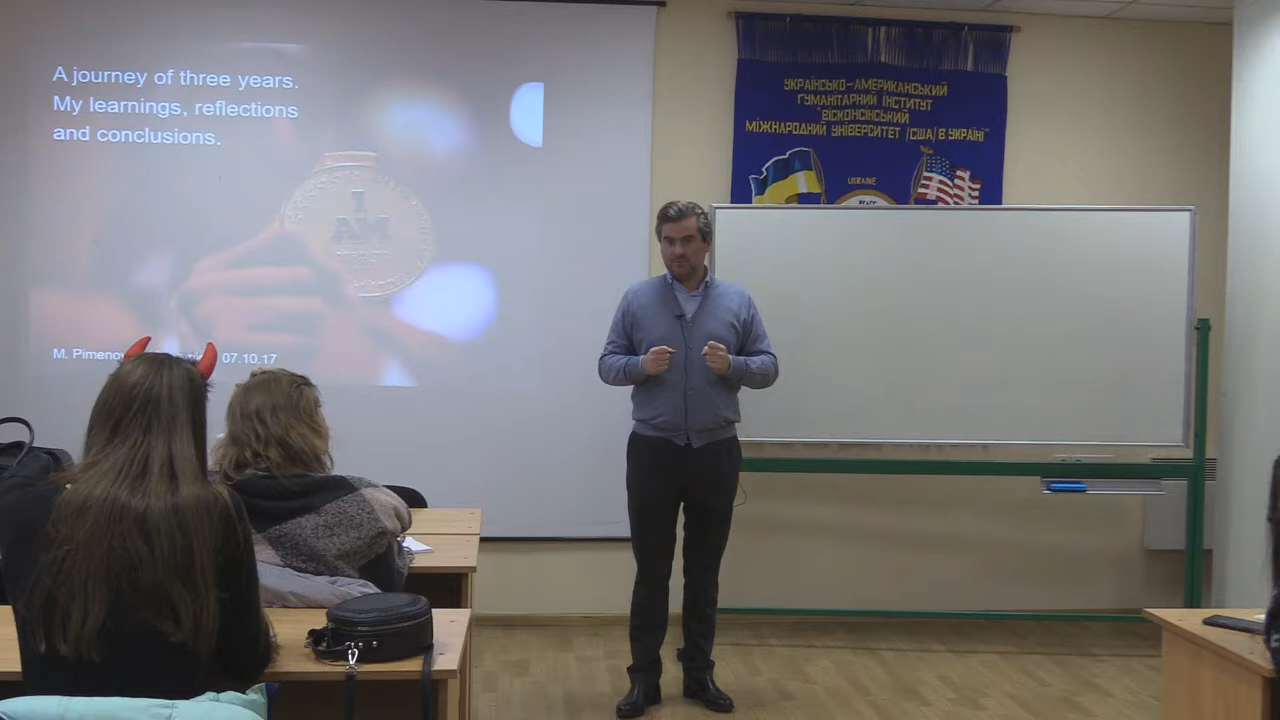 A journey of three years.
My learnings, reflections
and conclusions.
I
AM
M. Pimenov
07.10.17
УКРАЇНСЬКО-АМЕРИКАНСЬКИЙ
ГУМАНІТАРНИЙ ІНСТИТУТ
"ВІСКОНСІНСЬКИЙ
МІЖНАРОДНИЙ УНІВЕРСИТЕТ /США/ В УКРАЇНІ"
UKRAINE